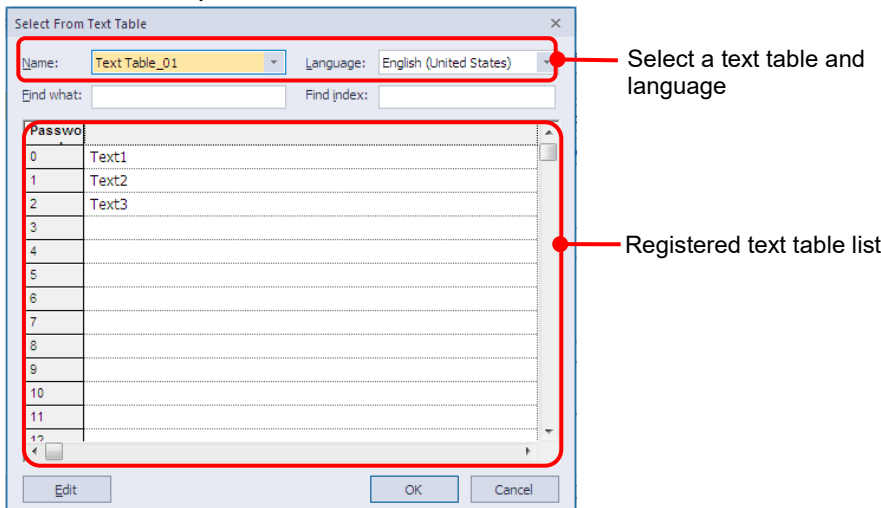 Select From Text Table
Name: Text Table_01 Language: English (United States)
Select a text table and
language
Find what: Find index:
Passwo
0 Text1
1 Text2
2 Text3
3
4
Registered text table list
5
6
7
8
9
10
11
12
Edit OK Cancel